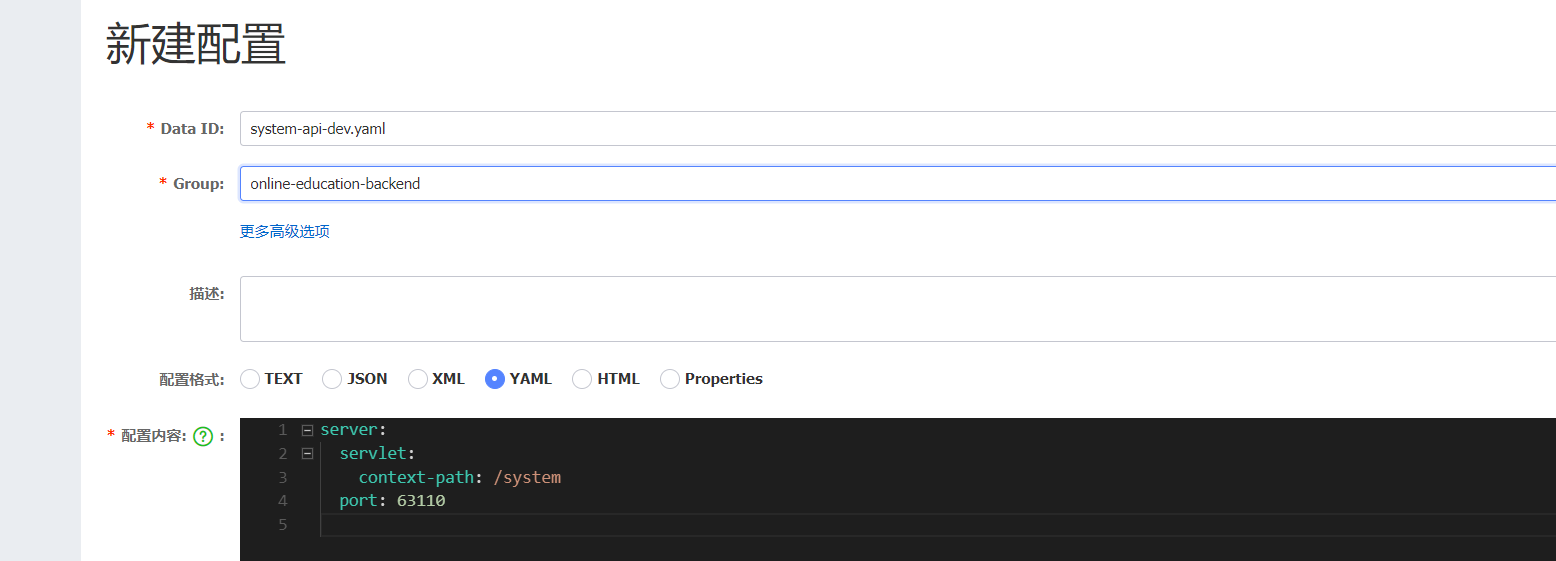 新建配置
* Data ID: system-api-dev.yaml
* Group: online-education-backend
更多高级选项
描述:
配置格式: TEXT JSON XML YAML HTML Properties
* 配置内容: ? :
1 server:
2 servlet:
3 context-path: /system
4 port: 63110
5